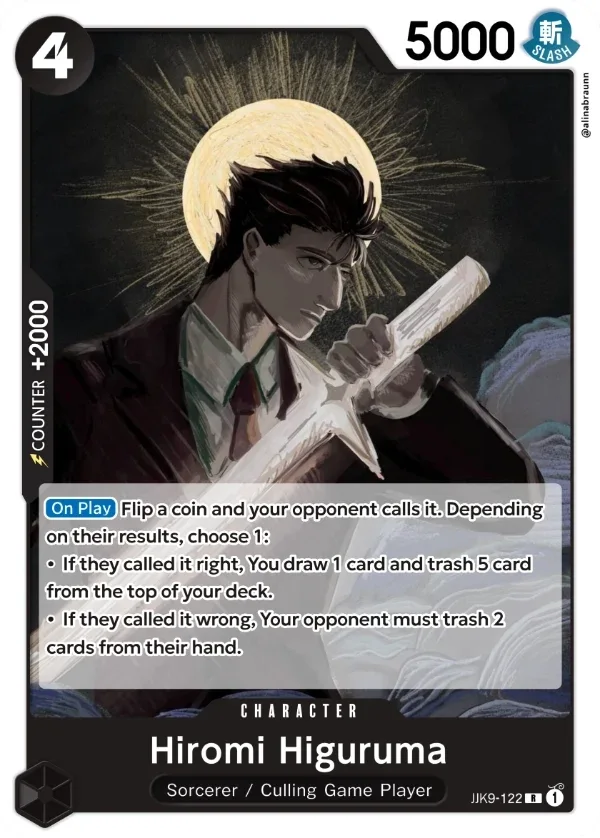 4
5000
斬
SLASH
@alinabraunn
COUNTER +2000
On Play Flip a coin and your opponent calls it. Depending
on their results, choose 1:
• If they called it right, You draw 1 card and trash 5 card
from the top of your deck.
• If they called it wrong, Your opponent must trash 2
cards from their hand.
CHARACTER
Hiromi Higuruma
Sorcerer / Culling Game Player
JJK9-122 R 1